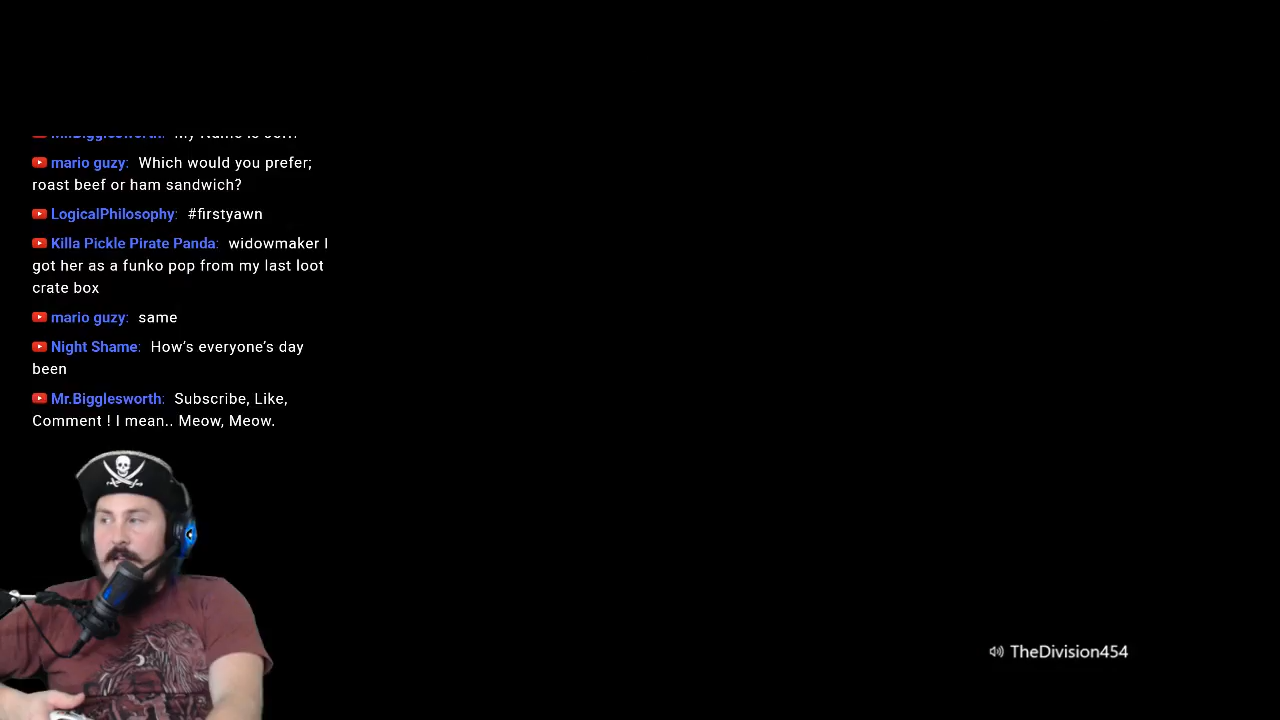 mario guzy: Which would you prefer;
roast beef or ham sandwich?
LogicalPhilosophy: #firstyawn
Killa Pickle Pirate Panda: widowmaker I
got her as a funko pop from my last loot
crate box
mario guzy: same
Night Shame: How’s everyone’s day
been
Mr.Bigglesworth: Subscribe, Like,
Comment ! I mean.. Meow, Meow.
TheDivision454